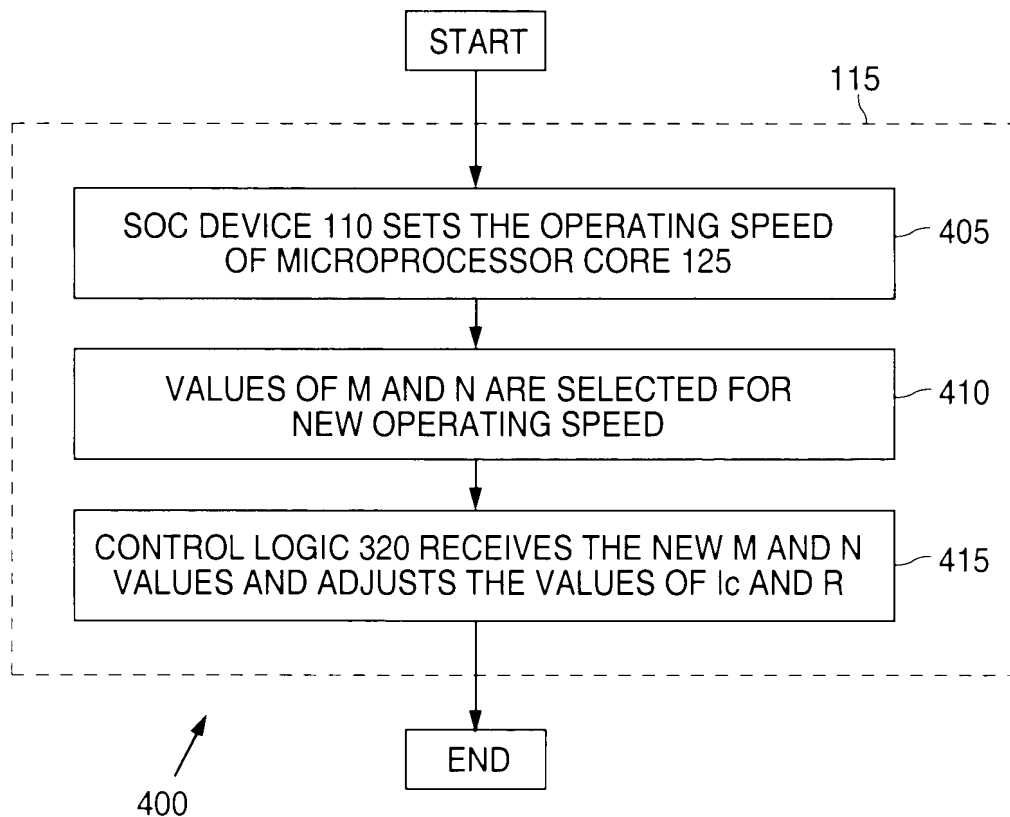 START
115
SOC DEVICE 110 SETS THE OPERATING SPEED
OF MICROPROCESSOR CORE 125
405
VALUES OF M AND N ARE SELECTED FOR
NEW OPERATING SPEED
410
CONTROL LOGIC 320 RECEIVES THE NEW M AND N
VALUES AND ADJUSTS THE VALUES OF Ic AND R
415
END
400